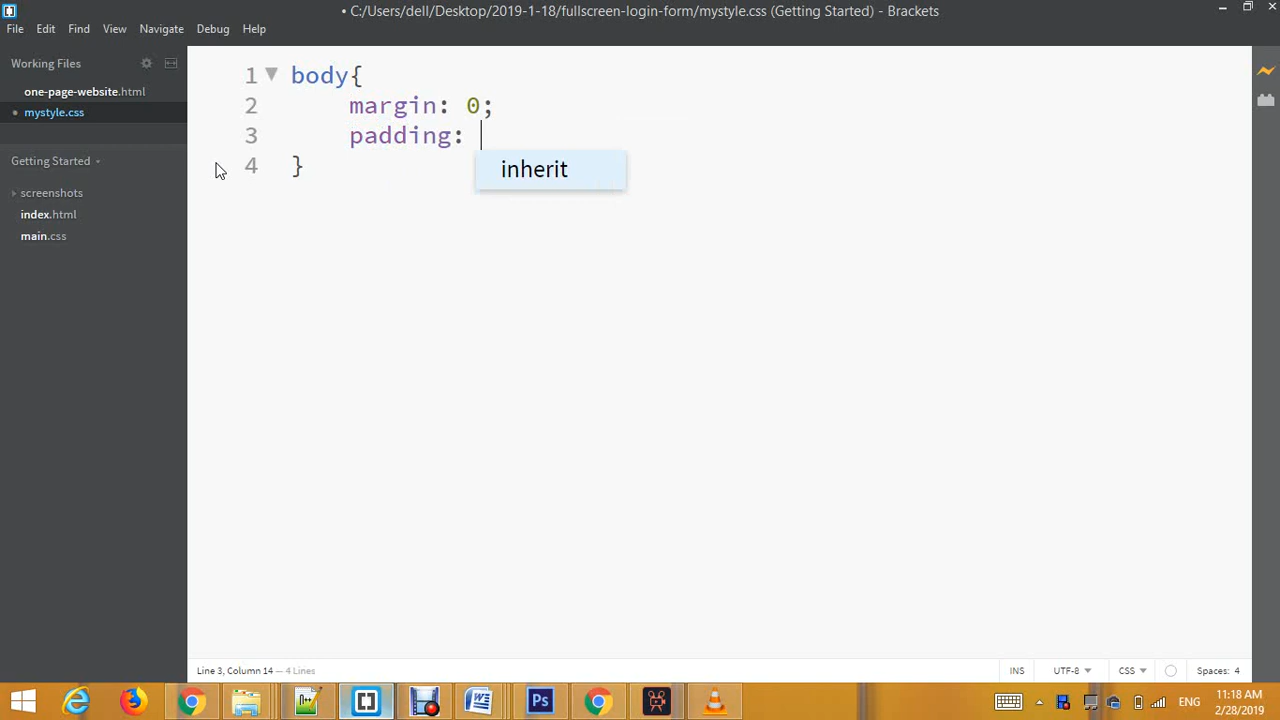 • C:/Users/dell/Desktop/2019-1-18/fullscreen-login-form/mystyle.css (Getting Started) - Brackets
File Edit Find View Navigate Debug Help
Working Files
one-page-website.html
mystyle.css
Getting Started
screenshots
index.html
main.css
1 body{
2 margin: 0;
3 padding:
4 }
inherit
Line 3, Column 14 — 4 Lines
INS UTF-8 CSS Spaces: 4
Ps
ENG
11:18 AM
2/28/2019